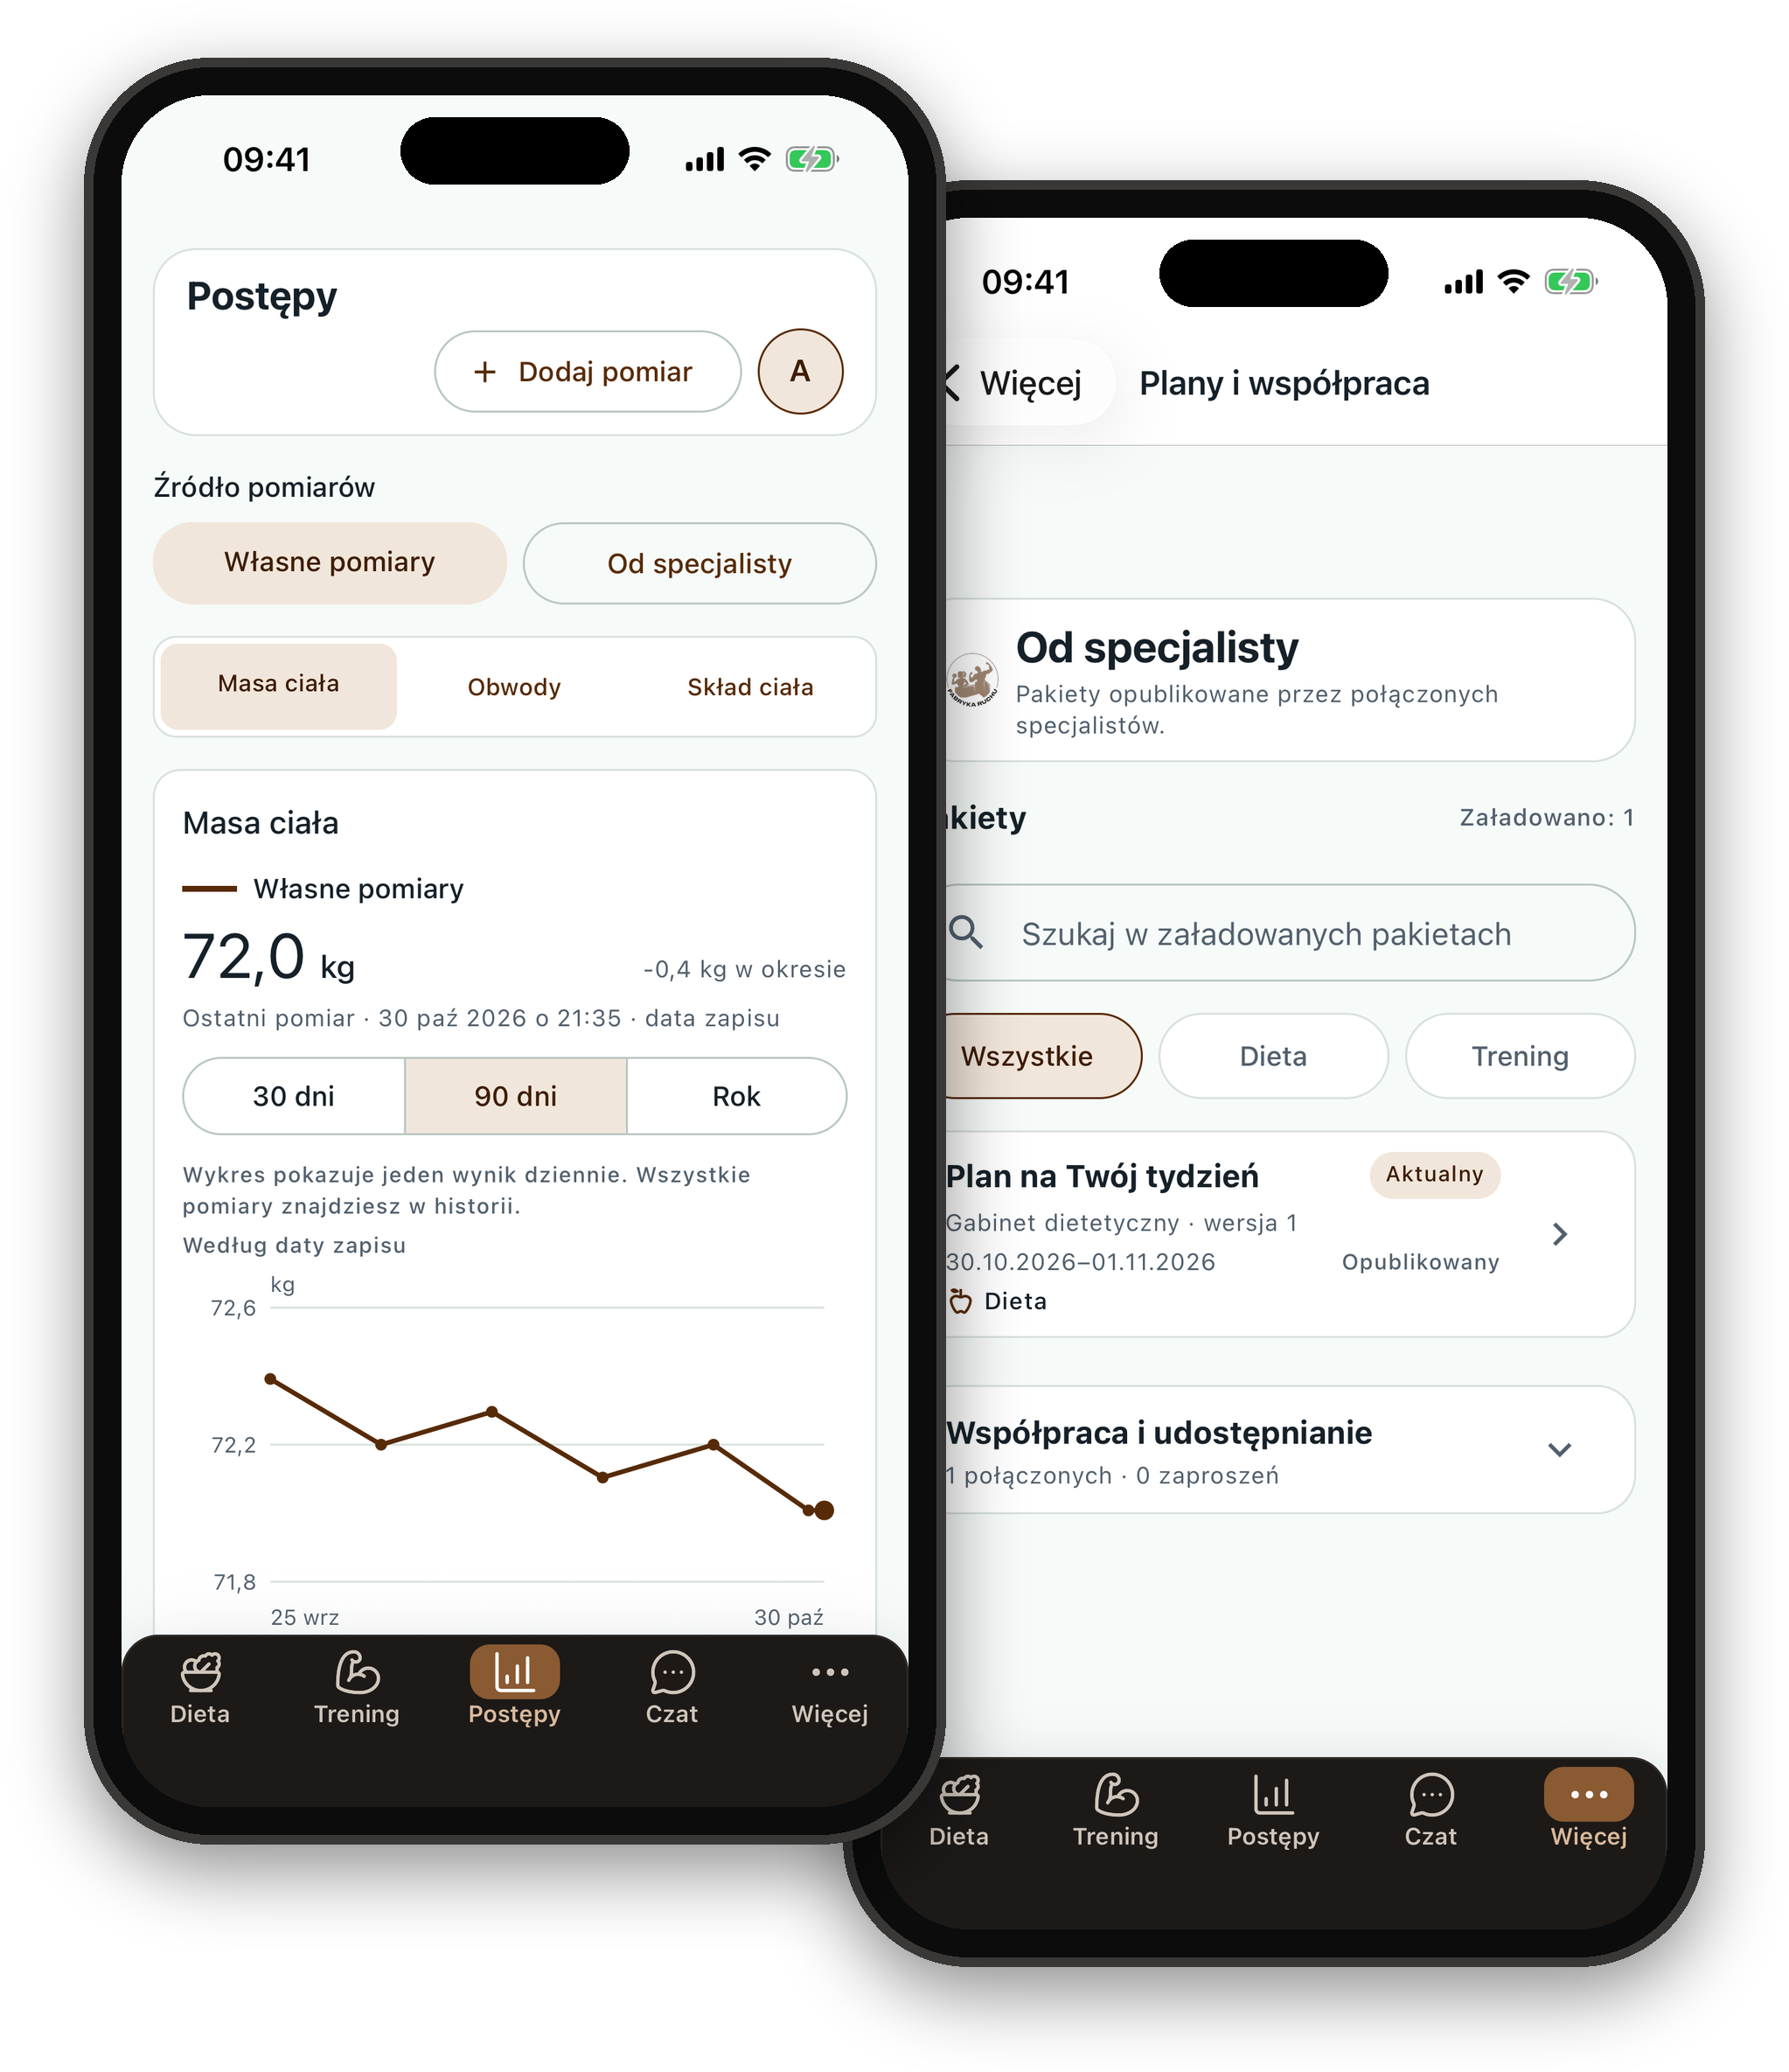 09:41
Postępy
+ Dodaj pomiar
A
Źródło pomiarów
Własne pomiary
Od specjalisty
Masa ciała
Obwody
Skład ciała
Masa ciała
Własne pomiary
72,0 kg
-0,4 kg w okresie
Ostatni pomiar · 30 paź 2026 o 21:35 · data zapisu
30 dni
90 dni
Rok
Wykres pokazuje jeden wynik dziennie. Wszystkie
pomiary znajdziesz w historii.
Według daty zapisu
kg
72,6
72,2
71,8
25 wrz
30 paź
Dieta
Trening
Postępy
Czat
Więcej
09:41
Więcej
Plany i współpraca
FABRYKA RUCHU
Od specjalisty
Pakiety opublikowane przez połączonych
specjalistów.
kiety
Załadowano: 1
Szukaj w załadowanych pakietach
Wszystkie
Dieta
Trening
Plan na Twój tydzień
Aktualny
Gabinet dietetyczny · wersja 1
30.10.2026–01.11.2026
Opublikowany
Dieta
Współpraca i udostępnianie
1 połączonych · 0 zaproszeń
Dieta
Trening
Postępy
Czat
Więcej